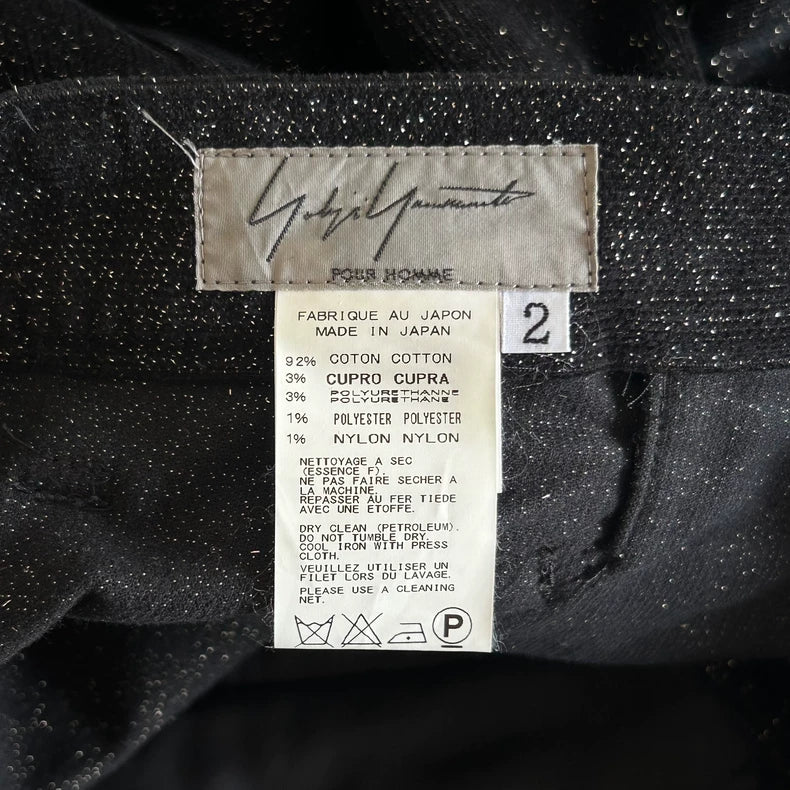 Yohji Yamamoto
POUR HOMME
2
FABRIQUE AU JAPON
MADE IN JAPAN
92% COTON COTTON
3% CUPRO CUPRA
3% POLYURETHANNE
POLYURETHANE
1% POLYESTER POLYESTER
1% NYLON NYLON
NETTOYAGE A SEC
(ESSENCE F).
NE PAS FAIRE SECHER A
LA MACHINE.
REPASSER AU FER TIEDE
AVEC UNE ETOFFE.
DRY CLEAN (PETROLEUM).
DO NOT TUMBLE DRY.
COOL IRON WITH PRESS
CLOTH.
VEUILLEZ UTILISER UN
FILET LORS DU LAVAGE.
PLEASE USE A CLEANING
NET.
P